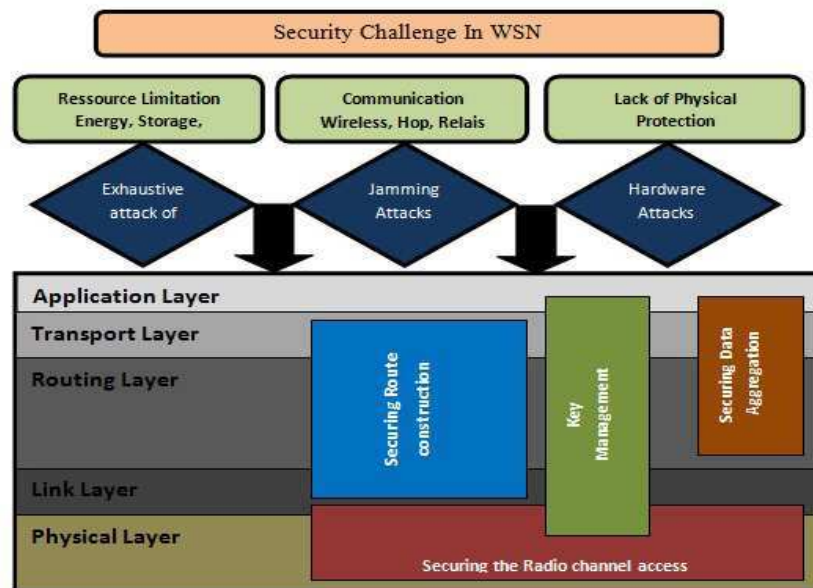 Security Challenge In WSN
Ressource Limitation
Energy, Storage,
Communication
Wireless, Hop, Relais
Lack of Physical
Protection
Exhaustive
attack of
Jamming
Attacks
Hardware
Attacks
Application Layer
Transport Layer
Routing Layer
Link Layer
Physical Layer
Securing Route
construction
Key
Management
Securing Data
Aggregation
Securing the Radio channel access